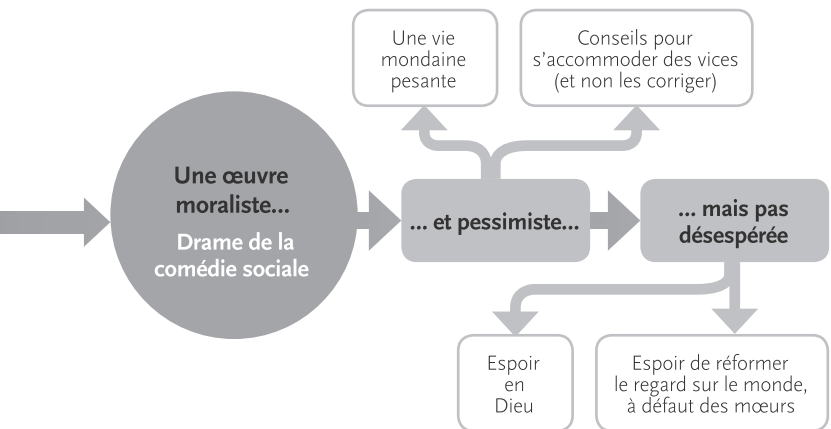 Une vie
mondaine
pesante
Conseils pour
s’accommoder des vices
(et non les corriger)
Une œuvre
moraliste...
Drame de la
comédie sociale
... et pessimiste...
... mais pas
désespérée
Espoir
en
Dieu
Espoir de réformer
le regard sur le monde,
à défaut des mœurs